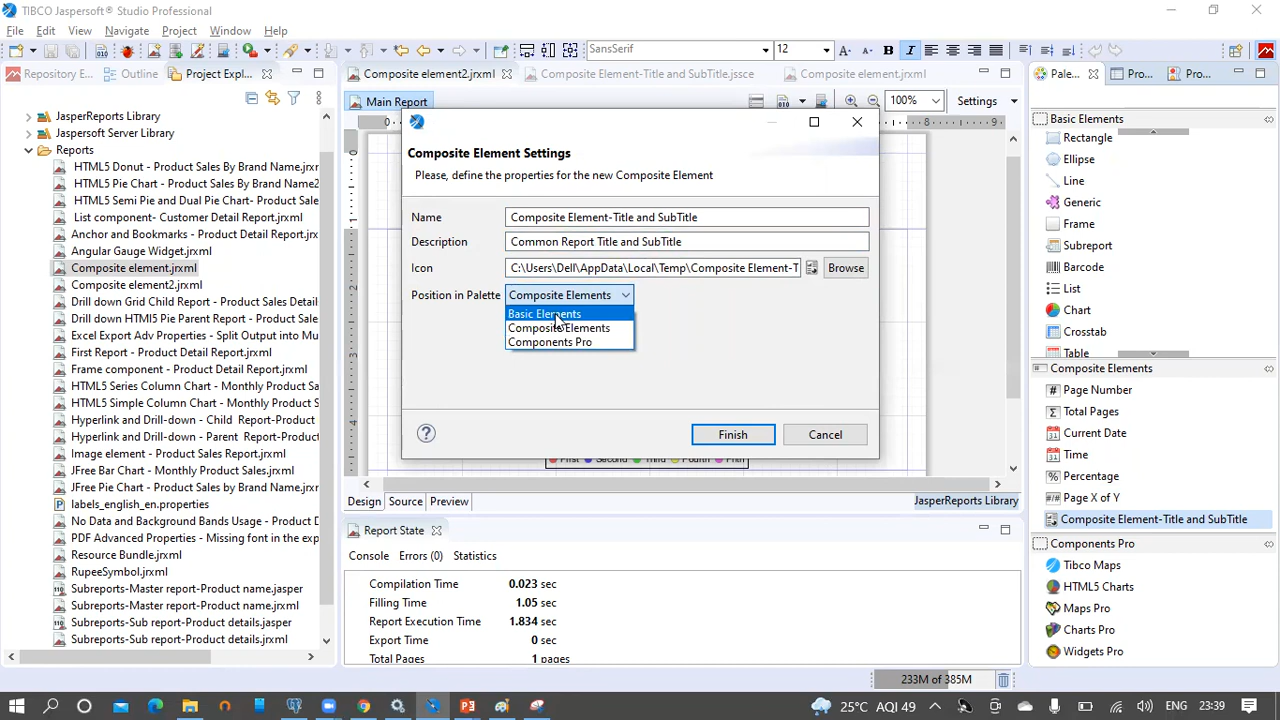 TIBCO Jaspersoft Studio Professional
File Edit View Navigate Project Window Help
SansSerif 12
Repository E... Outline Project Expl...
Composite element2.jrxml Composite Element-Title and SubTitle.jssce Composite element.jrxml
Pale... Pro... Pro...
Main Report 100% Settings
JasperReports Library
Jaspersoft Server Library
Reports
HTML5 Donut - Product Sales By Brand Name.jrxml
HTML5 Pie Chart - Product Sales By Brand Name2
HTML5 Semi Pie and Dual Pie Chart- Product Sal
List component- Customer Detail Report.jrxml
Anchor and Bookmarks - Product Detail Report.jrxml
Angular Gauge Widget.jrxml
Composite element.jrxml
Composite element2.jrxml
Drill down Grid Child Report - Product Sales Detail
Drill down HTMI5 Parent Report - Product Sales D
Excel Export Adv Properties - Split Output into Mu
First Report - Product Detail Report.jrxml
Frame component - Product Detail Report.jrxml
HTML5 Series Column Chart - Monthly Product Sa
HTML5 Simple Column Chart - Monthly Product Sa
Hyperlink and Drill-down - Child Report-Product
Hyperlink and Drill-down - Parent Report-Product
Image element - Product Sales Report.jrxml
JFree Bar Chart - Monthly Product Sales.jrxml
JFree Pie Chart - Product Sales by Brand Name.jrxml
labels_english_en.properties
No Data and Background Bands Usage - Product D
PDF Advanced Properties - Missing font in the exp
Resource Bundle.jrxml
RupeeSymbol.jrxml
Subreports-Master report-Product name.jasper
Subreports-Master report-Product name.jrxml
Subreports-Sub report-Product details.jasper
Subreports-Sub report-Product details.jrxml
Composite Element Settings
Please, define the properties for the new Composite Element
Name Composite Element-Title and SubTitle
Description Common Report Title and SubTitle
Icon C:\Users\Dell\AppData\Local\Temp\Composite Element-T Browse
Position in Palette Composite Elements
Basic Elements
Composite Elements
Components Pro
Finish Cancel
Design Source Preview JasperReports Library
Report State
Console Errors (0) Statistics
Compilation Time 0.023 sec
Filling Time 1.05 sec
Report Execution Time 1.834 sec
Export Time 0 sec
Total Pages 1 pages
Basic Elements
Rectangle
Ellipse
Line
Generic
Frame
Subreport
Barcode
List
Chart
Crosstab
Table
Composite Elements
Page Number
Total Pages
Current Date
Time
Percentage
Page X of Y
Composite Element-Title and SubTitle
Components Pro
Tibco Maps
HTML5 Charts
Maps Pro
Charts Pro
Widgets Pro
233M of 385M
25°C AQI 49 ENG 23:39